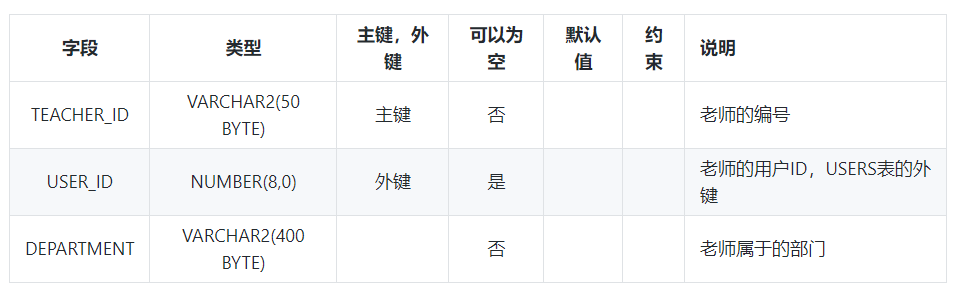 字段 类型 主键，外键 可以为空 默认值 约束 说明
TEACHER_ID VARCHAR2(50 BYTE) 主键 否 老师的编号
USER_ID NUMBER(8,0) 外键 是 老师的用户ID，USERS表的外键
DEPARTMENT VARCHAR2(400 BYTE) 否 老师属于的部门